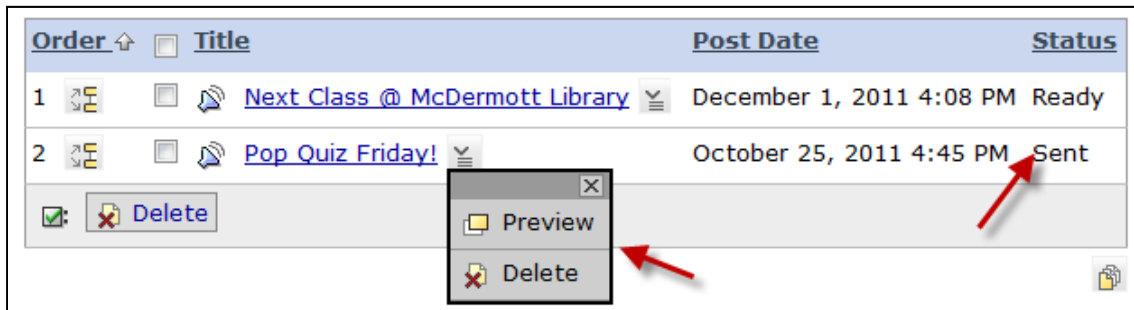 Order Title Post Date Status
1 Next Class @ McDermott Library December 1, 2011 4:08 PM Ready
2 Pop Quiz Friday! October 25, 2011 4:45 PM Sent
: Delete
Preview
Delete